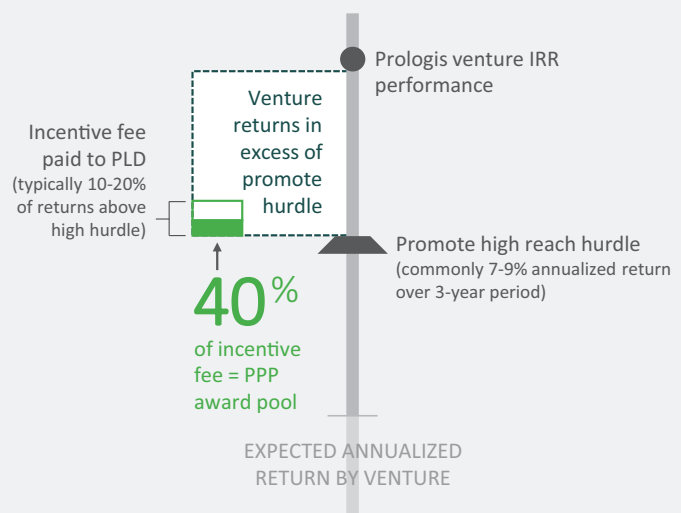 Prologis venture IRR
performance
Venture
returns in
excess of
promote
hurdle
Incentive fee
paid to PLD
(typically 10-20%
of returns above
high hurdle)
Promote high reach hurdle
(commonly 7-9% annualized return
over 3-year period)
40%
of incentive
fee = PPP
award pool
EXPECTED ANNUALIZED
RETURN BY VENTURE